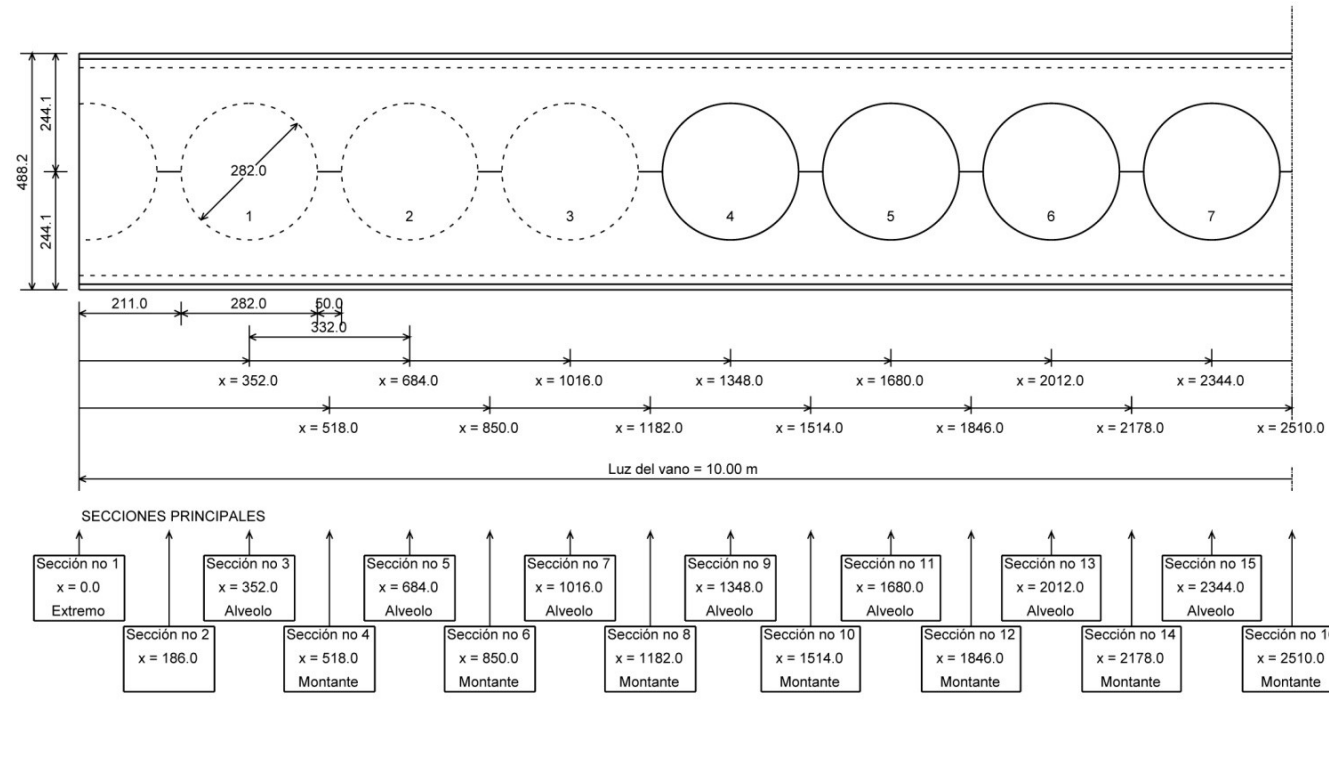 244.1
488.2
244.1
282.0
1
2
3
4
5
6
7
211.0
282.0
50.0
332.0
x = 352.0
x = 684.0
x = 1016.0
x = 1348.0
x = 1680.0
x = 2012.0
x = 2344.0
x = 518.0
x = 850.0
x = 1182.0
x = 1514.0
x = 1846.0
x = 2178.0
x = 2510.0
Luz del vano = 10.00 m
SECCIONES PRINCIPALES
Sección no 1
x = 0.0
Extremo
Sección no 2
x = 186.0
Sección no 3
x = 352.0
Alveolo
Sección no 4
x = 518.0
Montante
Sección no 5
x = 684.0
Alveolo
Sección no 6
x = 850.0
Montante
Sección no 7
x = 1016.0
Alveolo
Sección no 8
x = 1182.0
Montante
Sección no 9
x = 1348.0
Alveolo
Sección no 10
x = 1514.0
Montante
Sección no 11
x = 1680.0
Alveolo
Sección no 12
x = 1846.0
Montante
Sección no 13
x = 2012.0
Alveolo
Sección no 14
x = 2178.0
Montante
Sección no 15
x = 2344.0
Alveolo
Sección no
x = 2510.0
Montante